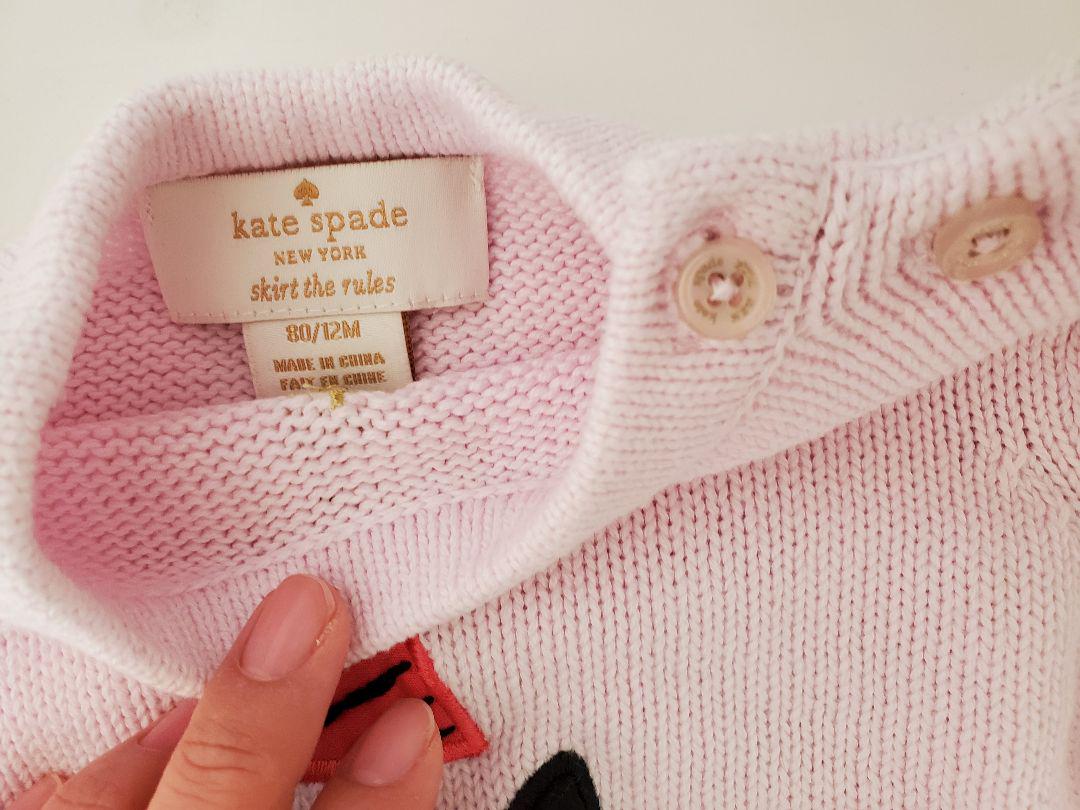 kate spade
NEW YORK
skirt the rules
80/12M
MADE IN CHINA
FAIT EN CHINE